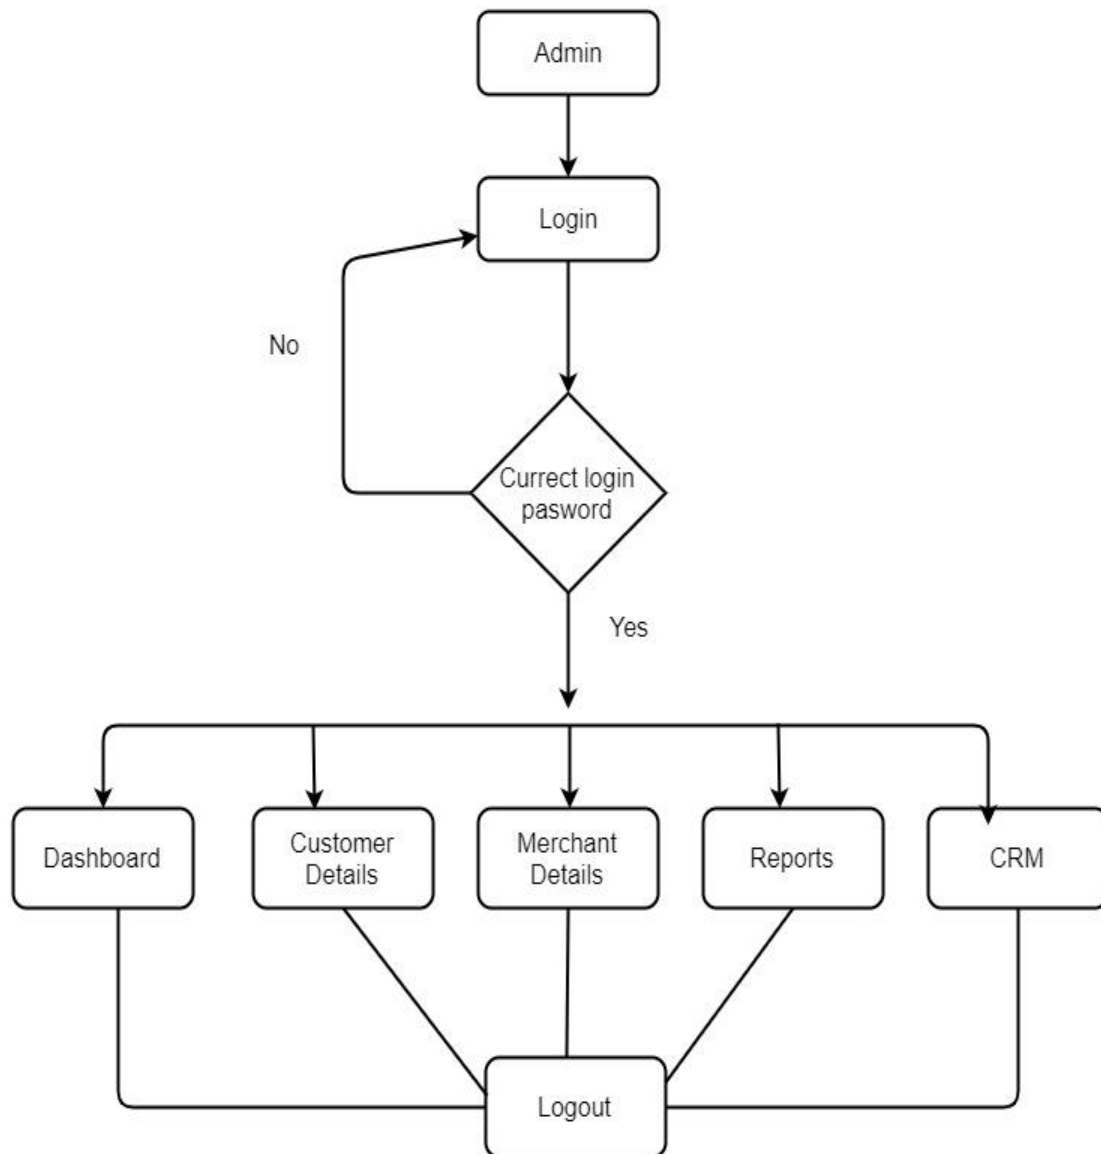 Admin
Login
No
Currect login
pasword
Yes
Dashboard
Customer
Details
Merchant
Details
Reports
CRM
Logout